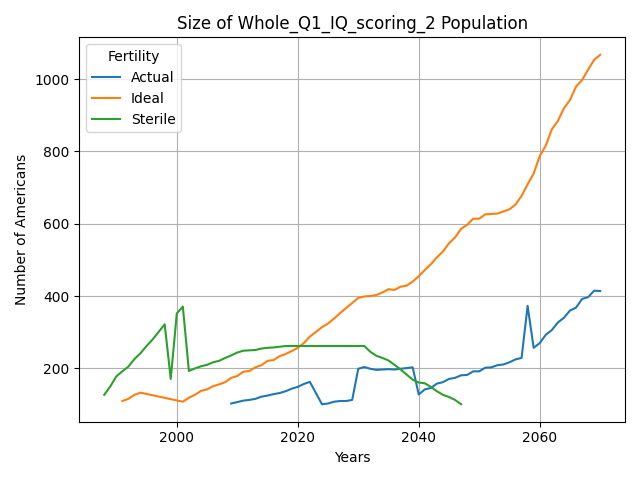 Size of Whole_Q1_IQ_scoring_2 Population
Fertility
Actual
Ideal
Sterile
Number of Americans
1000
800
600
400
200
2000
2020
2040
2060
Years